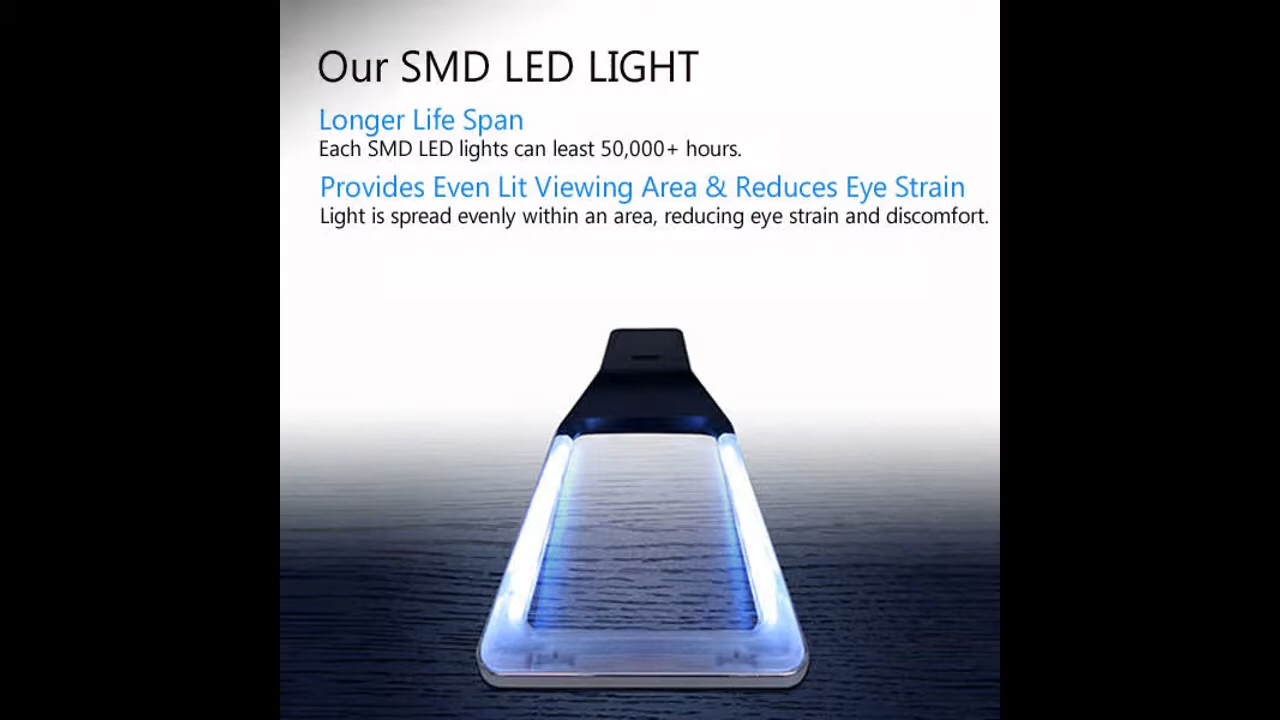 Our SMD LED LIGHT
Longer Life Span
Each SMD LED lights can least 50,000+ hours.
Provides Even Lit Viewing Area & Reduces Eye Strain
Light is spread evenly within an area, reducing eye strain and discomfort.